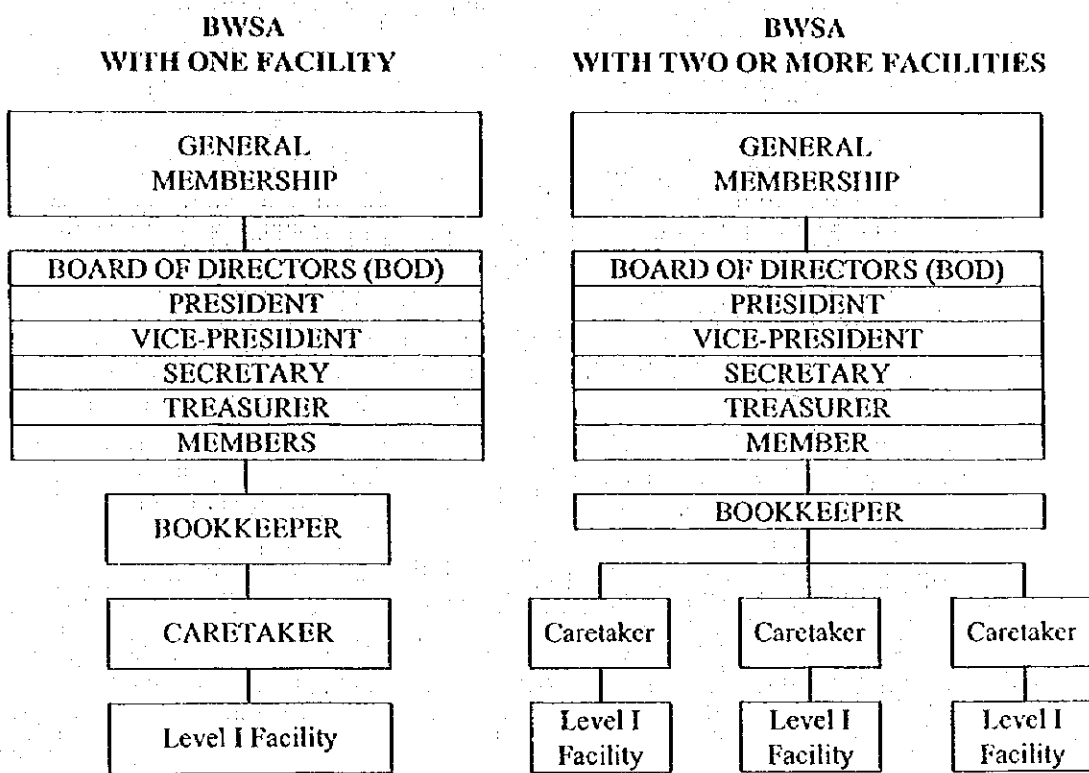 BWSA
WITH ONE FACILITY
GENERAL
MEMBERSHIP
BOARD OF DIRECTORS (BOD)
PRESIDENT
VICE-PRESIDENT
SECRETARY
TREASURER
MEMBERS
BOOKKEEPER
CARETAKER
Level I Facility
BWSA
WITH TWO OR MORE FACILITIES
GENERAL
MEMBERSHIP
BOARD OF DIRECTORS (BOD)
PRESIDENT
VICE-PRESIDENT
SECRETARY
TREASURER
MEMBER
BOOKKEEPER
Caretaker
Caretaker
Caretaker
Level I
Facility
Level I
Facility
Level I
Facility